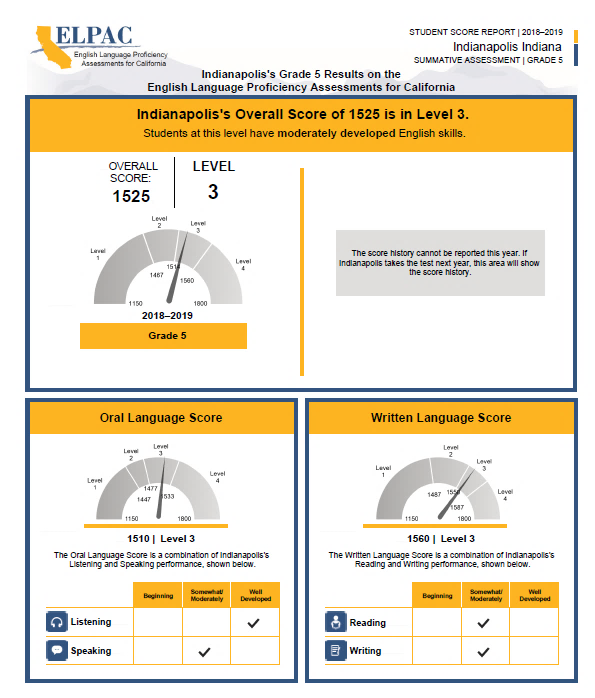 ELPAC
English Language Proficiency
Assessments for California
STUDENT SCORE REPORT | 2018–2019
Indianapolis Indiana
SUMMATIVE ASSESSMENT | GRADE 5
Indianapolis's Grade 5 Results on the
English Language Proficiency Assessments for California
Indianapolis's Overall Score of 1525 is in Level 3.
Students at this level have moderately developed English skills.
OVERALL
SCORE:
1525
LEVEL
3
Level
1
Level
2
Level
3
Level
4
1467
1560
1150
1800
2018–2019
Grade 5
The score history cannot be reported this year. If
Indianapolis takes the test next year, this area will show
the score history.
Oral Language Score
Level
1
Level
2
Level
3
Level
4
1477
1447
1533
1150
1800
1510 | Level 3
The Oral Language Score is a combination of Indianapolis's
Listening and Speaking performance, shown below.
Beginning
Somewhat/
Moderately
Well
Developed
Listening
Speaking
Written Language Score
Level
1
Level
2
Level
3
Level
4
1487
1587
1150
1800
1560 | Level 3
The Written Language Score is a combination of Indianapolis's
Reading and Writing performance, shown below.
Beginning
Somewhat/
Moderately
Well
Developed
Reading
Writing